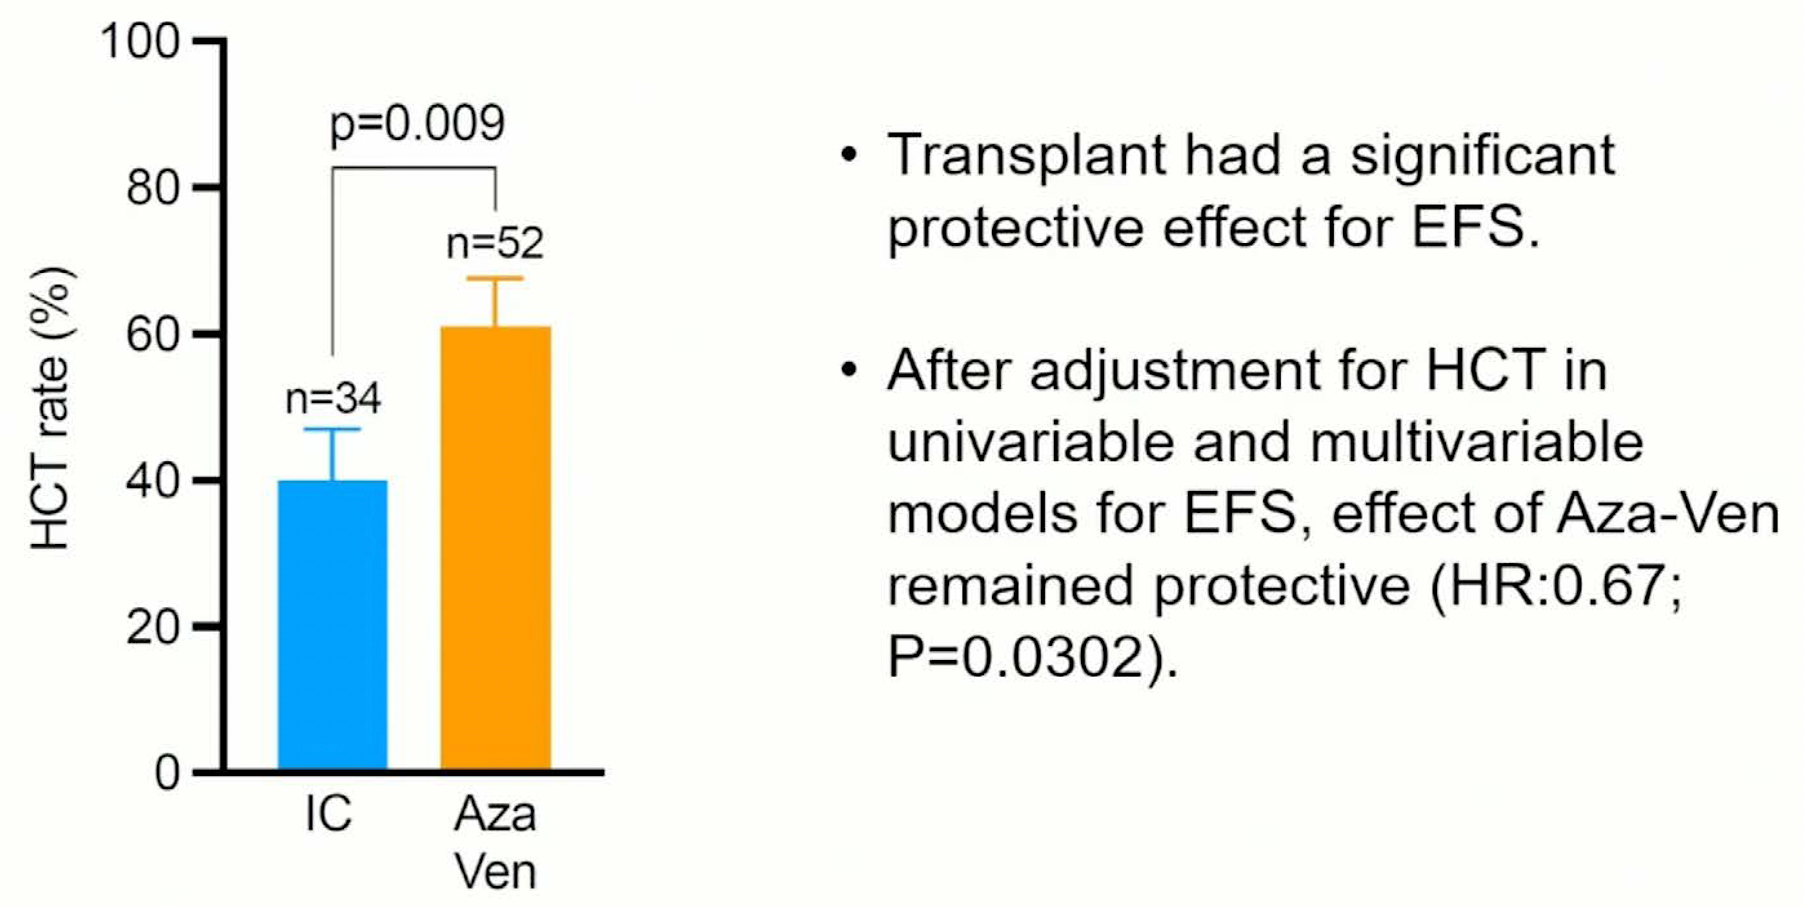 100
80
60
40
20
0
HCT rate (%)
p=0.009
n=52
n=34
IC
Aza
Ven
• Transplant had a significant
protective effect for EFS.
• After adjustment for HCT in
univariable and multivariable
models for EFS, effect of Aza-Ven
remained protective (HR:0.67;
P=0.0302).